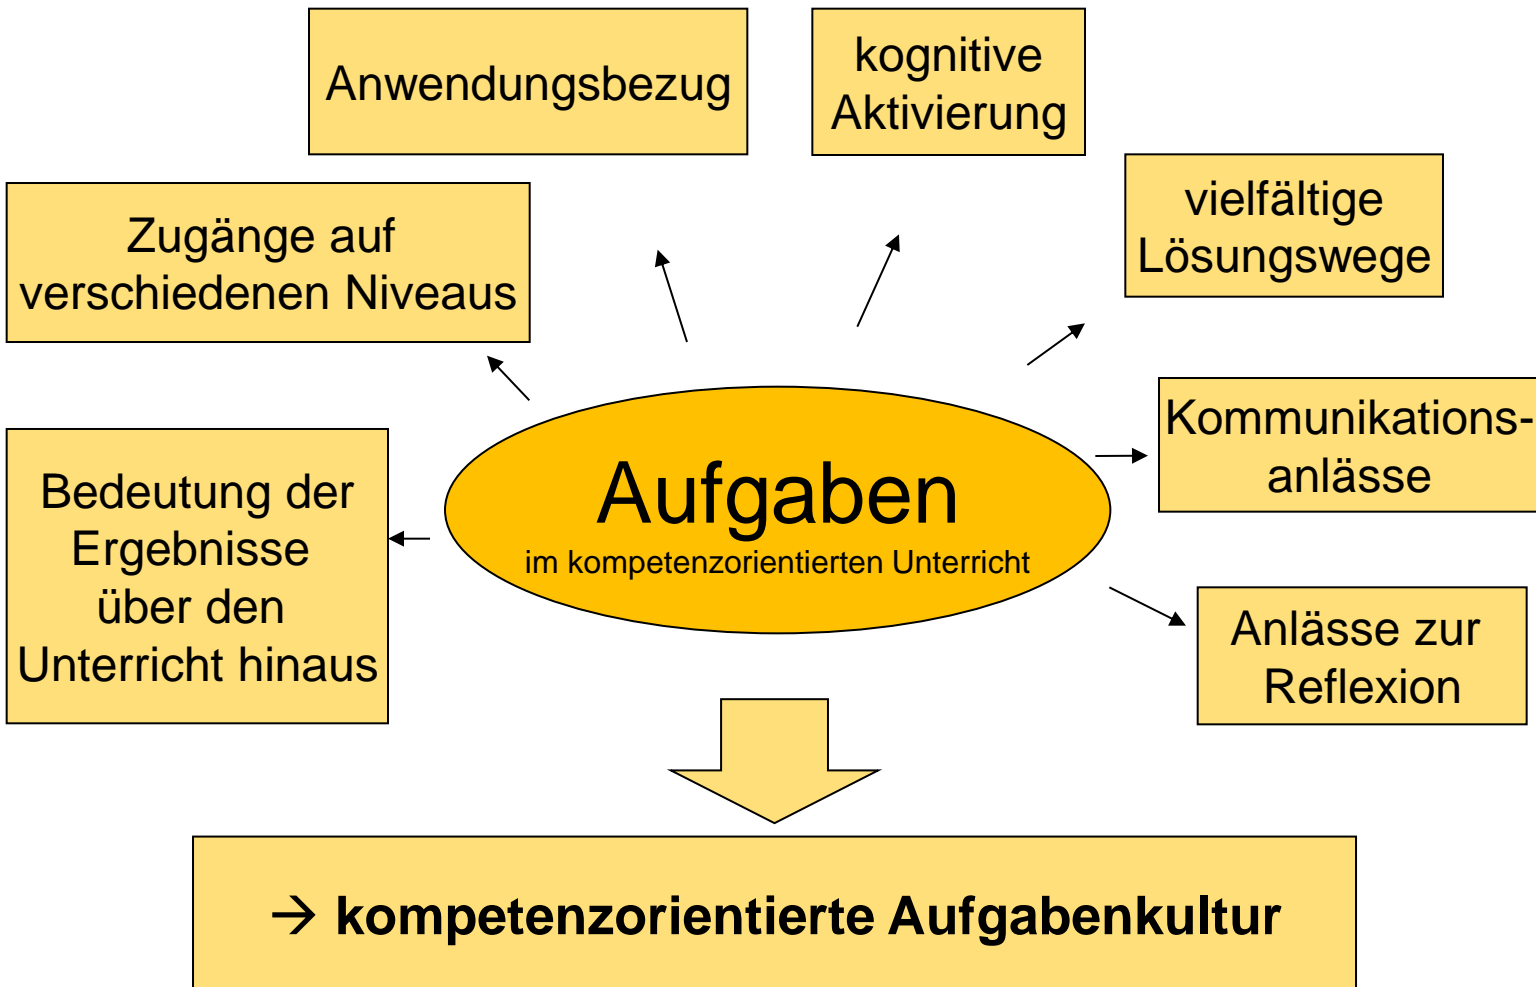 Anwendungsbezug
kognitive
Aktivierung
vielfältige
Lösungswege
Zugänge auf
verschiedenen Niveaus
Kommunikations-
anlässe
Bedeutung der
Ergebnisse
über den
Unterricht hinaus
Aufgaben
im kompetenzorientierten Unterricht
Anlässe zur
Reflexion
→ kompetenzorientierte Aufgabenkultur